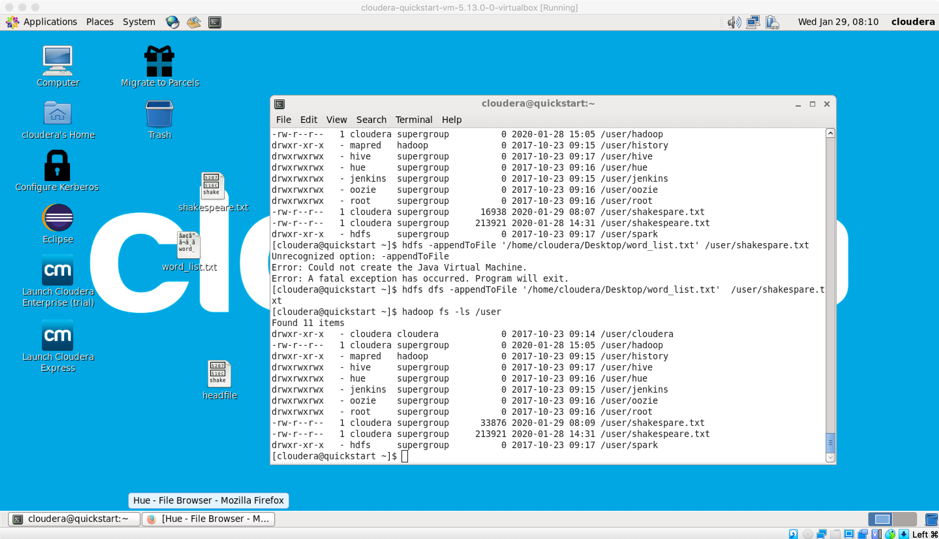 cloudera-quickstart-vm-5.13.0-0-virtualbox [Running]
Applications Places System Wed Jan 29, 08:10 cloudera
Computer
Migrate to Parcels
cloudera's Home
Trash
Configure Kerberos
shakespeare.txt
Eclipse
word_list.txt
cm
Launch Cloudera
Enterprise (trial)
cm
Launch Cloudera
Express
headfile
cloudera@quickstart:~
File Edit View Search Terminal Help
-rw-r--r-- 1 cloudera supergroup 0 2020-01-28 15:05 /user/hadoop
drwxr-xr-x - mapred hadoop 0 2017-10-23 09:15 /user/history
drwxrwxrwx - hive supergroup 0 2017-10-23 09:17 /user/hive
drwxrwxrwx - hue supergroup 0 2017-10-23 09:16 /user/hue
drwxrwxrwx - jenkins supergroup 0 2017-10-23 09:15 /user/jenkins
drwxrwxrwx - oozie supergroup 0 2017-10-23 09:16 /user/oozie
drwxrwxrwx - root supergroup 0 2017-10-23 09:16 /user/root
-rw-r--r-- 1 cloudera supergroup 16938 2020-01-29 08:07 /user/shakespare.txt
-rw-r--r-- 1 cloudera supergroup 213921 2020-01-28 14:31 /user/shakespeare.txt
drwxr-xr-x - hdfs supergroup 0 2017-10-23 09:17 /user/spark
[cloudera@quickstart ~]$ hdfs -appendToFile '/home/cloudera/Desktop/word_list.txt' /user/shakespare.txt
Unrecognized option: -appendToFile
Error: Could not create the Java Virtual Machine.
Error: A fatal exception has occurred. Program will exit.
[cloudera@quickstart ~]$ hdfs dfs -appendToFile '/home/cloudera/Desktop/word_list.txt' /user/shakespare.t
xt
[cloudera@quickstart ~]$ hadoop fs -ls /user
Found 11 items
drwxr-xr-x - cloudera cloudera 0 2017-10-23 09:14 /user/cloudera
-rw-r--r-- 1 cloudera supergroup 0 2020-01-28 15:05 /user/hadoop
drwxr-xr-x - mapred hadoop 0 2017-10-23 09:15 /user/history
drwxrwxrwx - hive supergroup 0 2017-10-23 09:17 /user/hive
drwxrwxrwx - hue supergroup 0 2017-10-23 09:16 /user/hue
drwxrwxrwx - jenkins supergroup 0 2017-10-23 09:15 /user/jenkins
drwxrwxrwx - oozie supergroup 0 2017-10-23 09:16 /user/oozie
drwxrwxrwx - root supergroup 0 2017-10-23 09:16 /user/root
-rw-r--r-- 1 cloudera supergroup 33876 2020-01-29 08:09 /user/shakespare.txt
-rw-r--r-- 1 cloudera supergroup 213921 2020-01-28 14:31 /user/shakespeare.txt
drwxr-xr-x - hdfs supergroup 0 2017-10-23 09:17 /user/spark
[cloudera@quickstart ~]$
Hue - File Browser - Mozilla Firefox
cloudera@quickstart:~ [Hue - File Browser - M...
Left ⌘